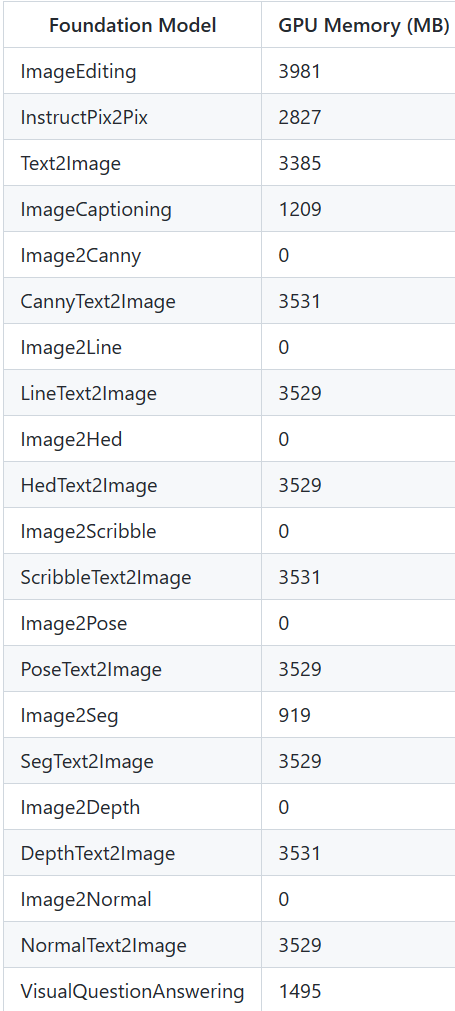 Foundation Model GPU Memory (MB)
ImageEditing 3981
InstructPix2Pix 2827
Text2Image 3385
ImageCaptioning 1209
Image2Canny 0
CannyText2Image 3531
Image2Line 0
LineText2Image 3529
Image2Hed 0
HedText2Image 3529
Image2Scribble 0
ScribbleText2Image 3531
Image2Pose 0
PoseText2Image 3529
Image2Seg 919
SegText2Image 3529
Image2Depth 0
DepthText2Image 3531
Image2Normal 0
NormalText2Image 3529
VisualQuestionAnswering 1495